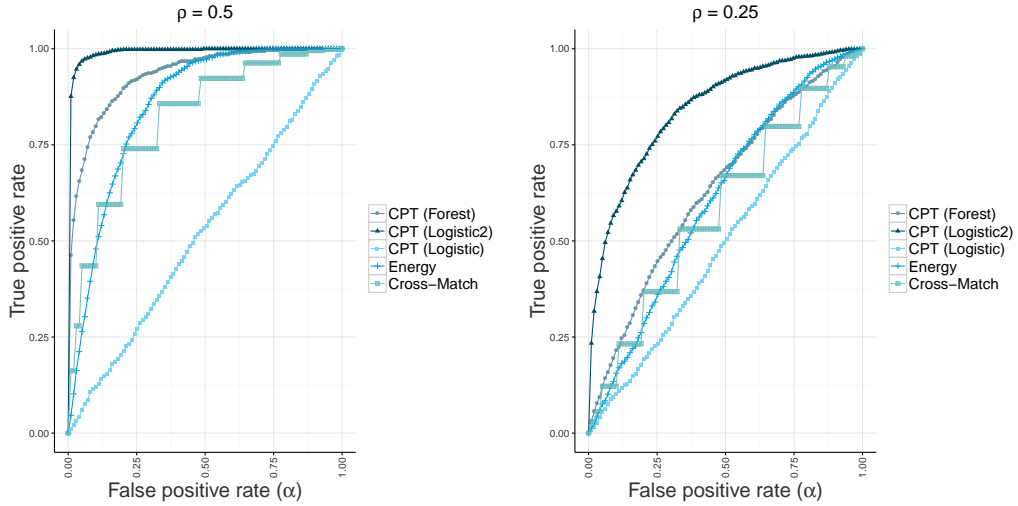 ρ = 0.5
1.00
0.75
0.50
0.25
0.00
True positive rate
0.00
0.25
0.50
0.75
1.00
False positive rate (α)
CPT (Forest)
CPT (Logistic2)
CPT (Logistic)
Energy
Cross−Match
ρ = 0.25
1.00
0.75
0.50
0.25
0.00
True positive rate
0.00
0.25
0.50
0.75
1.00
False positive rate (α)
CPT (Forest)
CPT (Logistic2)
CPT (Logistic)
Energy
Cross−Match